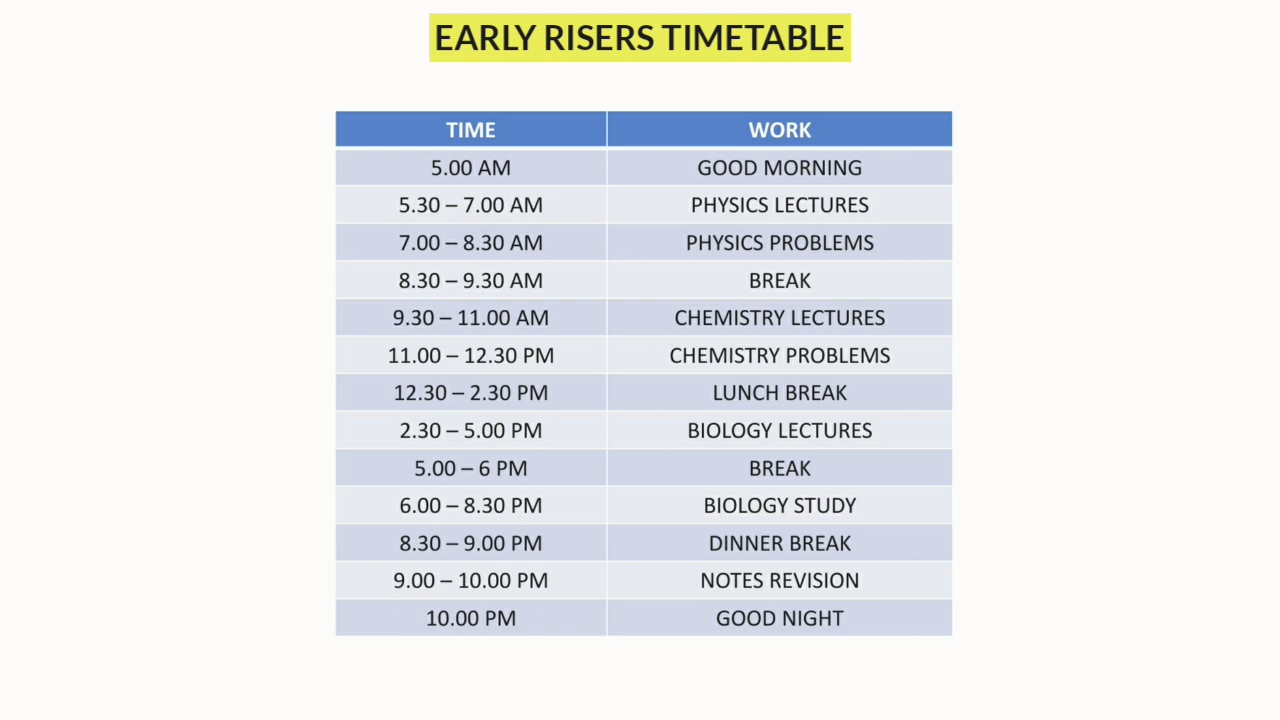 EARLY RISERS TIMETABLE
TIME WORK
5.00 AM GOOD MORNING
5.30 – 7.00 AM PHYSICS LECTURES
7.00 – 8.30 AM PHYSICS PROBLEMS
8.30 – 9.30 AM BREAK
9.30 – 11.00 AM CHEMISTRY LECTURES
11.00 – 12.30 PM CHEMISTRY PROBLEMS
12.30 – 2.30 PM LUNCH BREAK
2.30 – 5.00 PM BIOLOGY LECTURES
5.00 – 6 PM BREAK
6.00 – 8.30 PM BIOLOGY STUDY
8.30 – 9.00 PM DINNER BREAK
9.00 – 10.00 PM NOTES REVISION
10.00 PM GOOD NIGHT